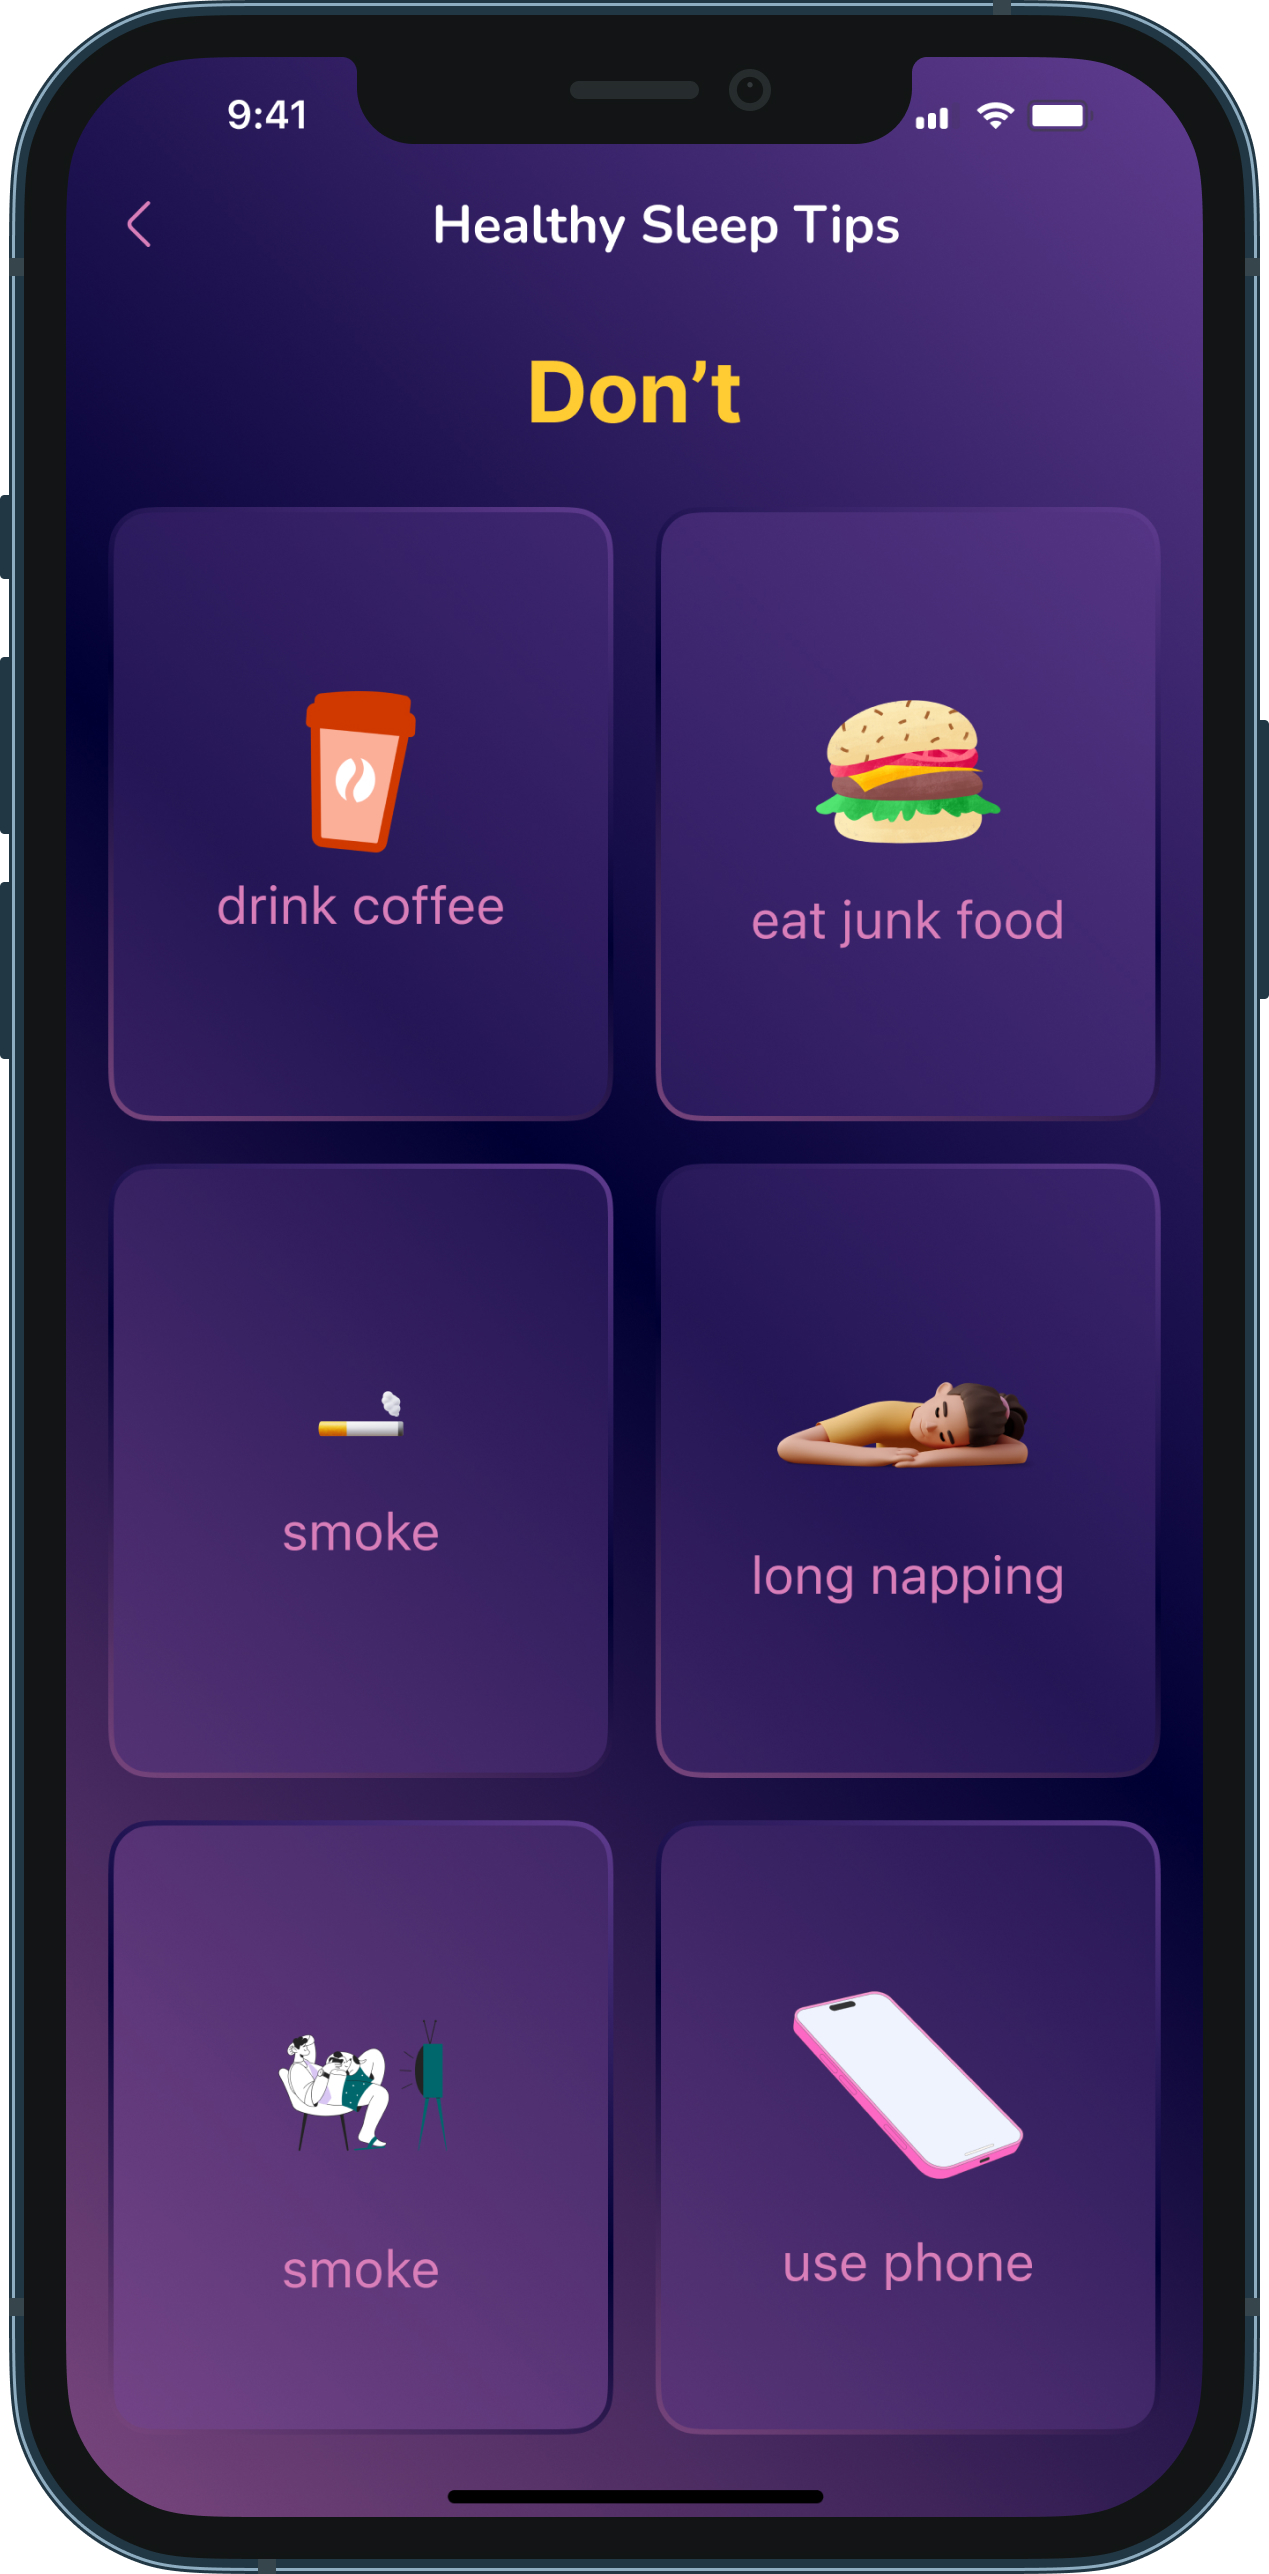 9:41
Healthy Sleep Tips
Don’t
drink coffee
eat junk food
smoke
long napping
smoke
use phone